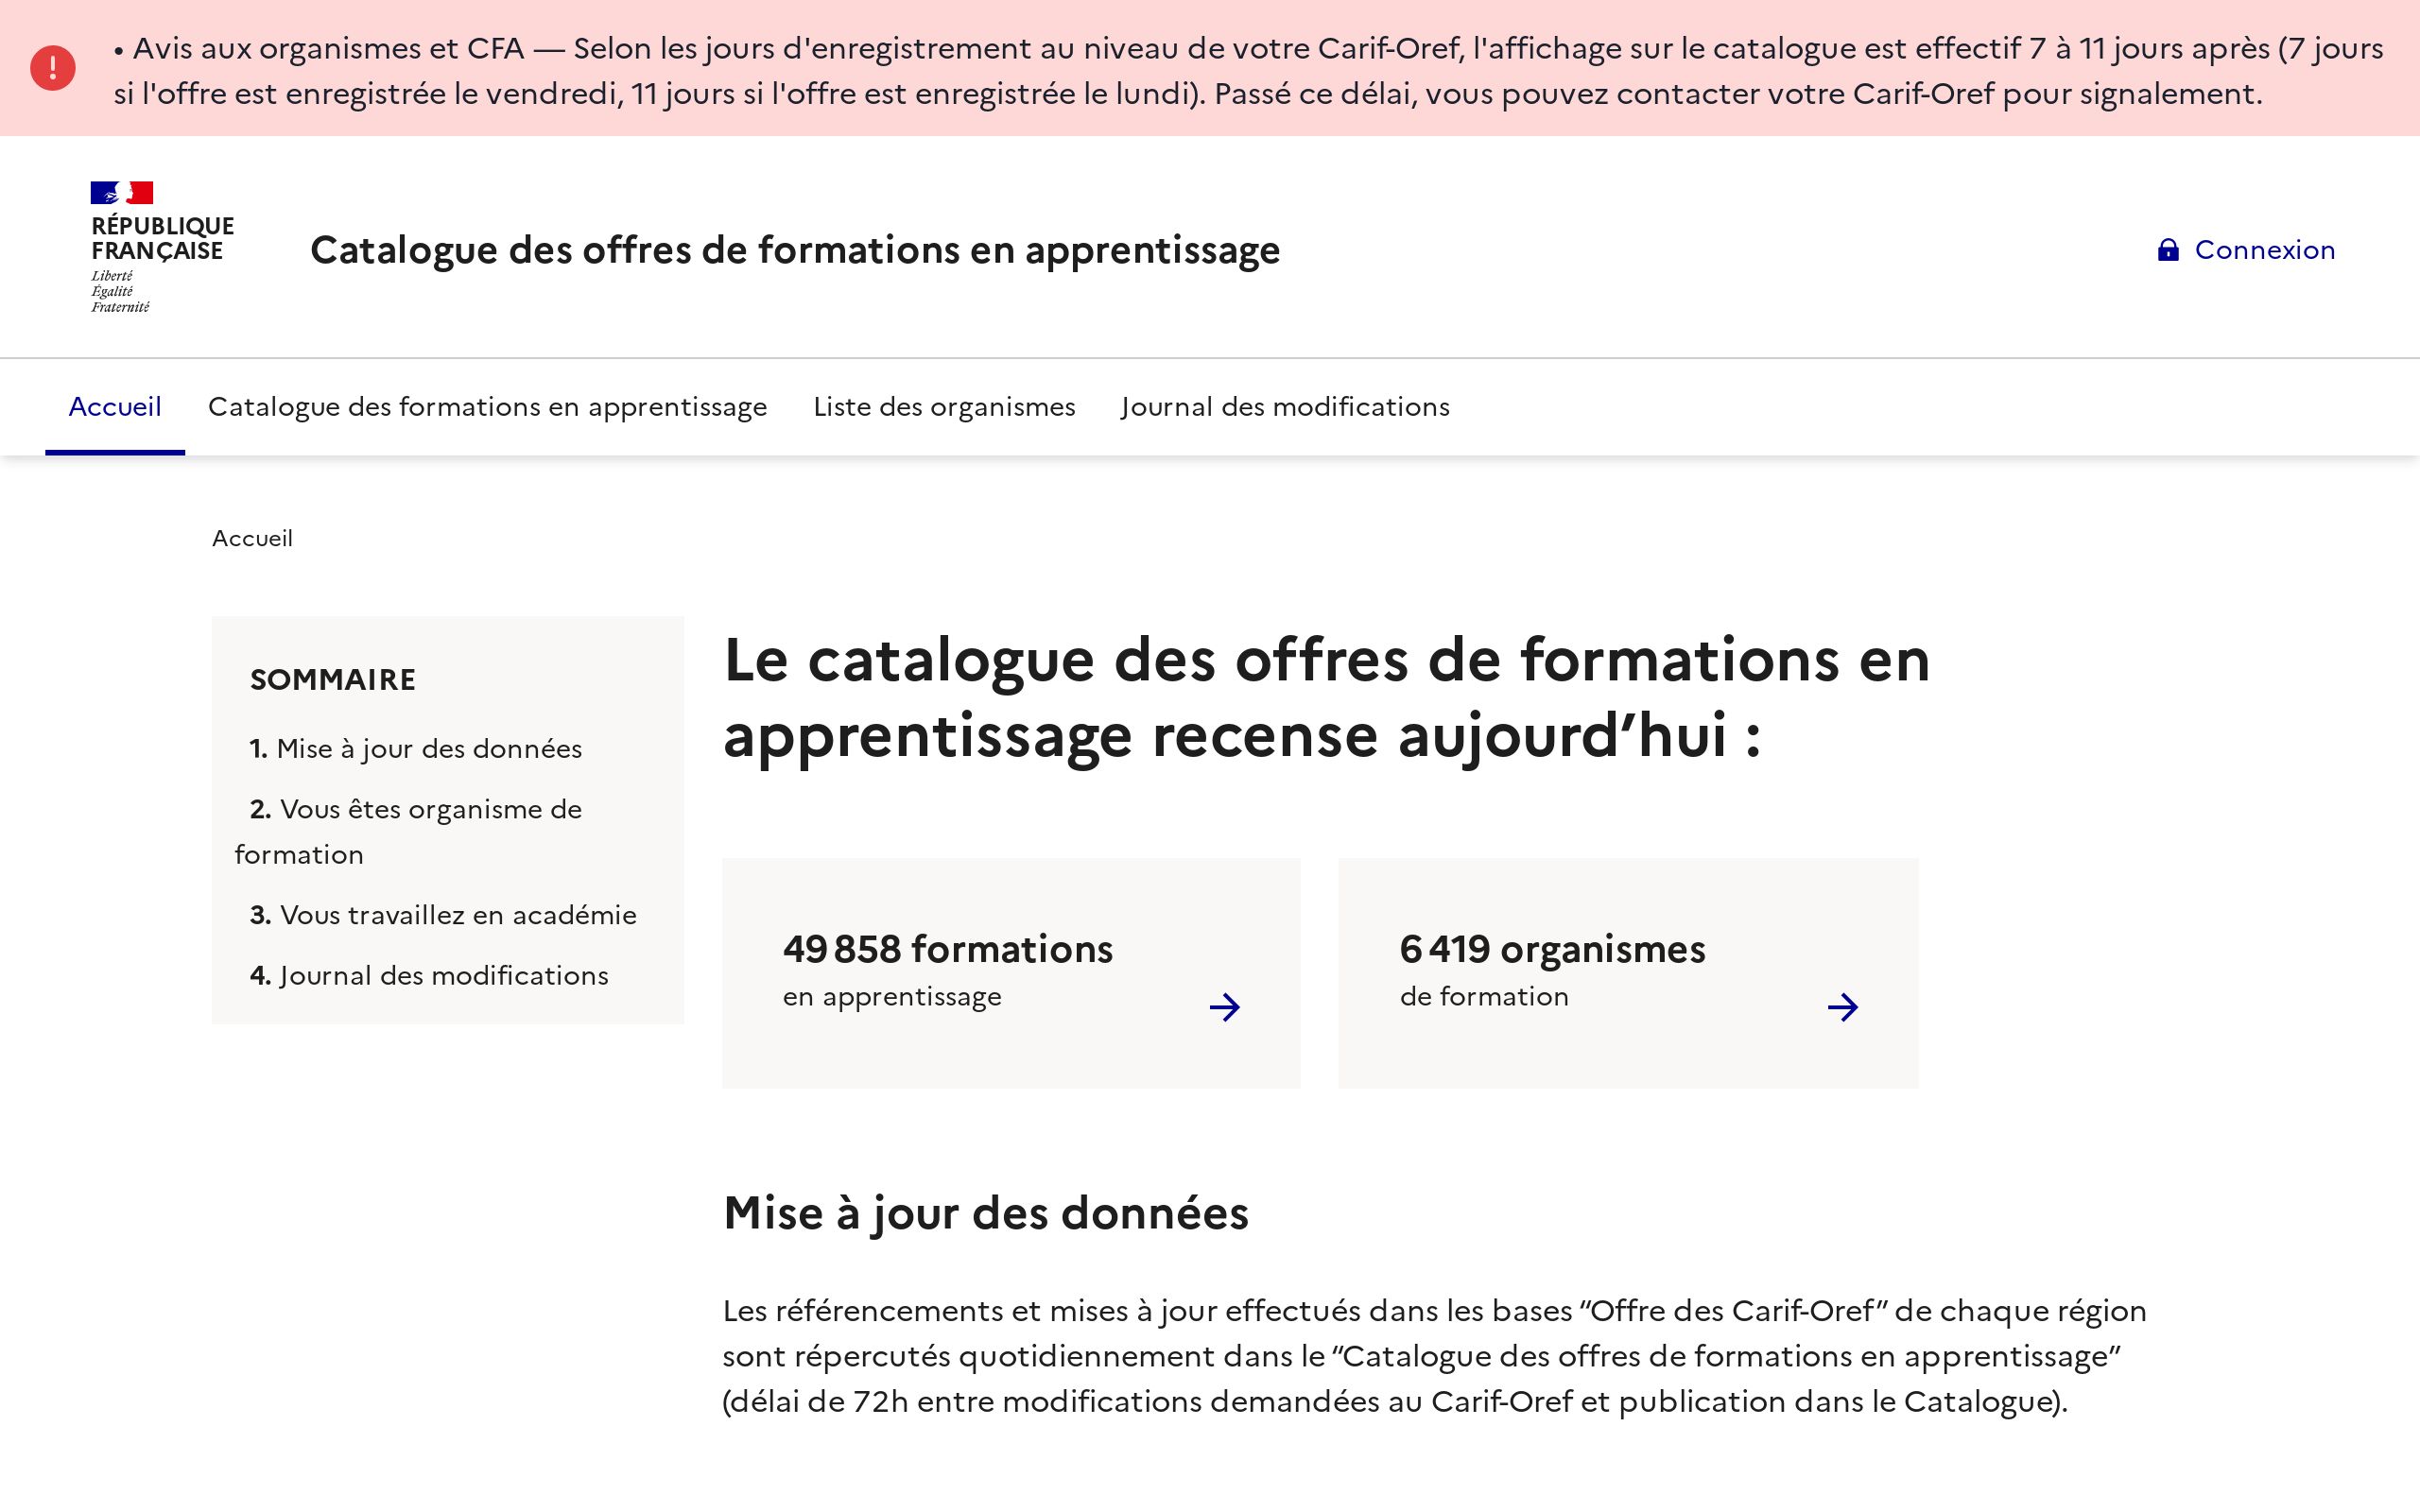 • Avis aux organismes et CFA — Selon les jours d'enregistrement au niveau de votre Carif-Oref, l'affichage sur le catalogue est effectif 7 à 11 jours après (7 jours
si l'offre est enregistrée le vendredi, 11 jours si l'offre est enregistrée le lundi). Passé ce délai, vous pouvez contacter votre Carif-Oref pour signalement.
RÉPUBLIQUE
FRANÇAISE
Liberté
Égalité
Fraternité
Catalogue des offres de formations en apprentissage
Connexion
Accueil
Catalogue des formations en apprentissage
Liste des organismes
Journal des modifications
Accueil
SOMMAIRE
1. Mise à jour des données
2. Vous êtes organisme de
formation
3. Vous travaillez en académie
4. Journal des modifications
Le catalogue des offres de formations en
apprentissage recense aujourd’hui :
49 858 formations
en apprentissage
6 419 organismes
de formation
Mise à jour des données
Les référencements et mises à jour effectués dans les bases “Offre des Carif-Oref” de chaque région
sont répercutés quotidiennement dans le “Catalogue des offres de formations en apprentissage”
(délai de 72h entre modifications demandées au Carif-Oref et publication dans le Catalogue).